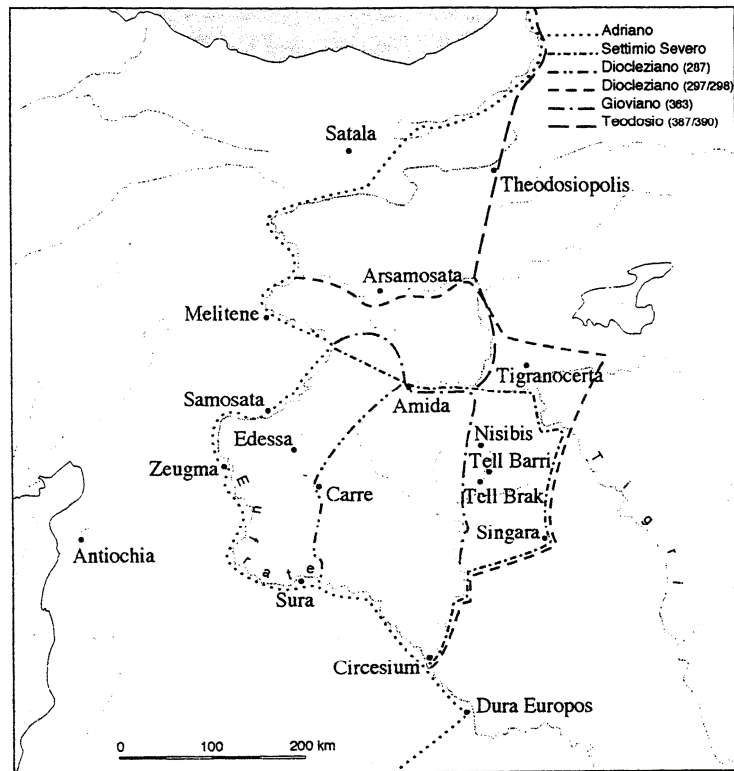 Adriano
Settimio Severo
Diocleziano (287)
Diocleziano (297/298)
Gioviano (363)
Teodosio (387/390)
Satala
Theodosiopolis
Arsamosata
Melitene
Tigranocerta
Amida
Samosata
Edessa
Nisibis
Zeugma
Tell Barri
Carre
Tell Brak
Singara
Eufrate
Tigri
Antiochia
Sura
Circesium
Dura Europos
0 100 200 km